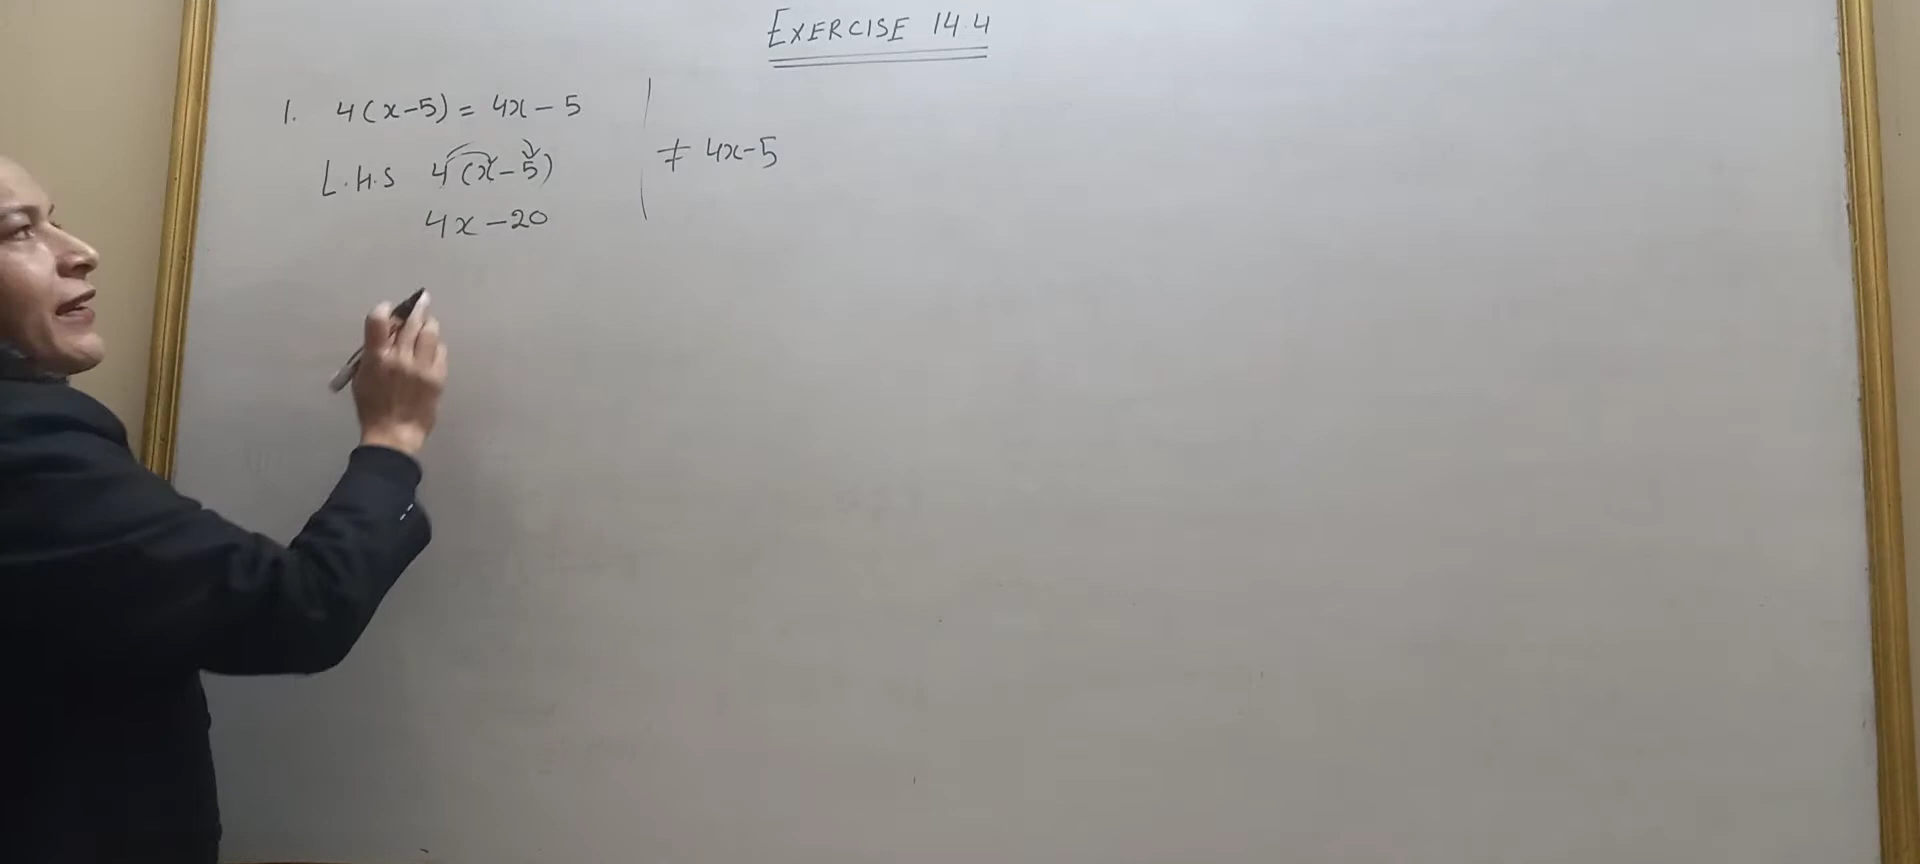 EXERCISE 14.4
1. 4(x-5) = 4x - 5
L.H.S 4(x-5)
≠ 4x-5
4x-20